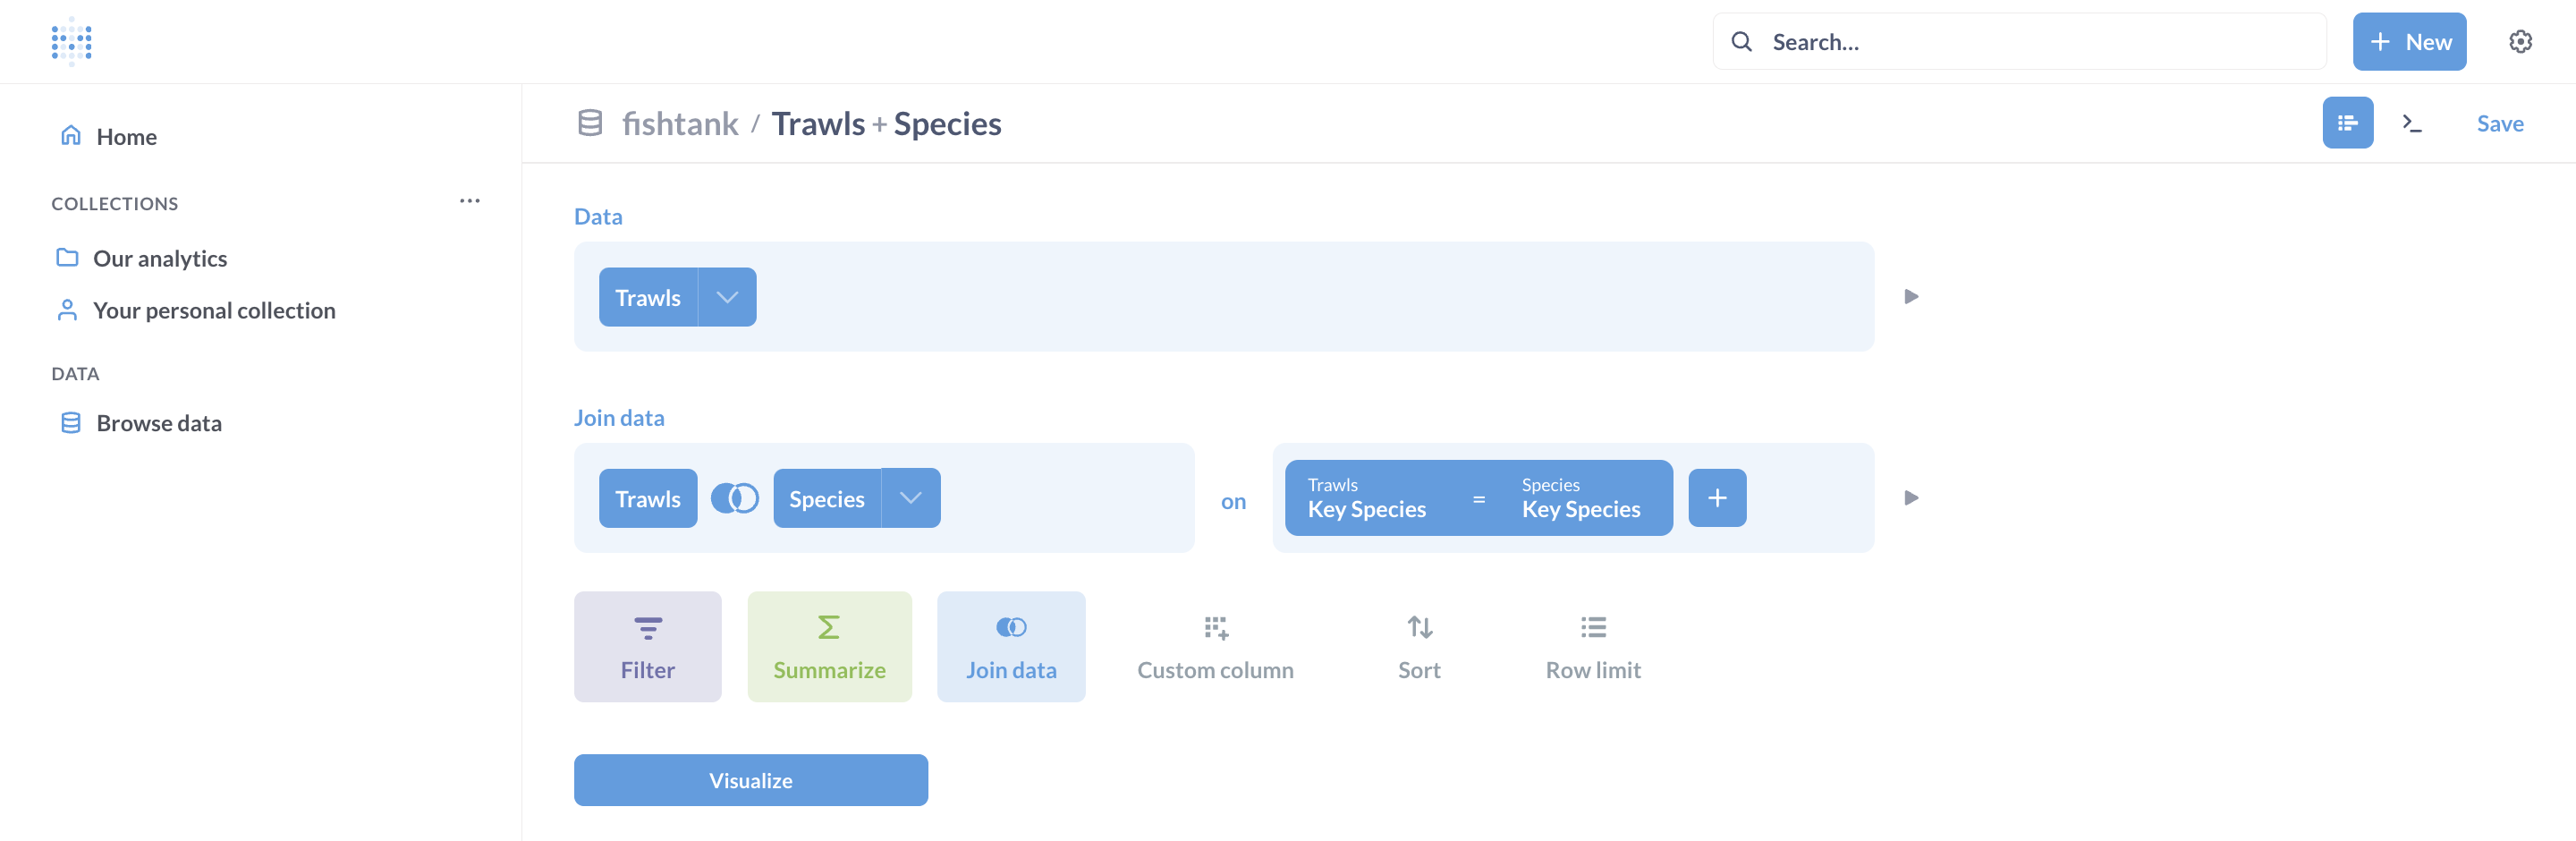 Search...
New
Home
COLLECTIONS
Our analytics
Your personal collection
DATA
Browse data
fishtank / Trawls + Species
Save
Data
Trawls
Join data
Trawls
Species
on
Trawls
Key Species
=
Species
Key Species
Filter
Summarize
Join data
Custom column
Sort
Row limit
Visualize